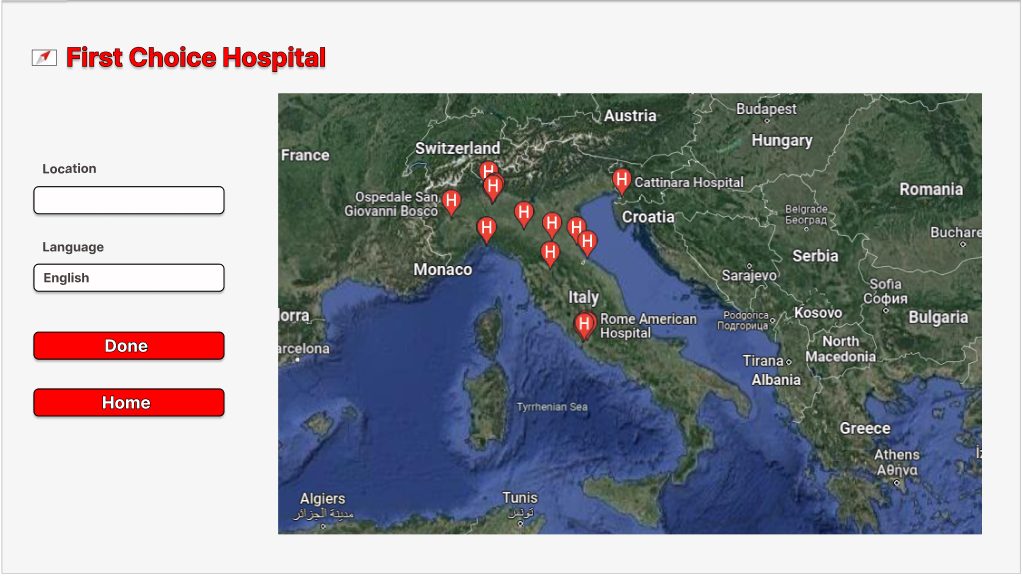 First Choice Hospital
Location
Language
English
Done
Home
Austria
Budapest
Hungary
Switzerland
France
H
H
H
Cattinara Hospital
Romania
Ospedale San
Giovanni Bosco
H
H
H
H
H
H
H
Croatia
Belgrade
Београд
Buchare
Serbia
Monaco
Sarajevo
Sofia
София
Italy
H
Rome American
Hospital
Podgorica
Подгорица
Kosovo
Bulgaria
lorra
arcelona
North
Macedonia
Tirana
Albania
Tyrrhenian Sea
Greece
Athens
Αθήνα
Algiers
مدينة الجزائر
Tunis
تونس